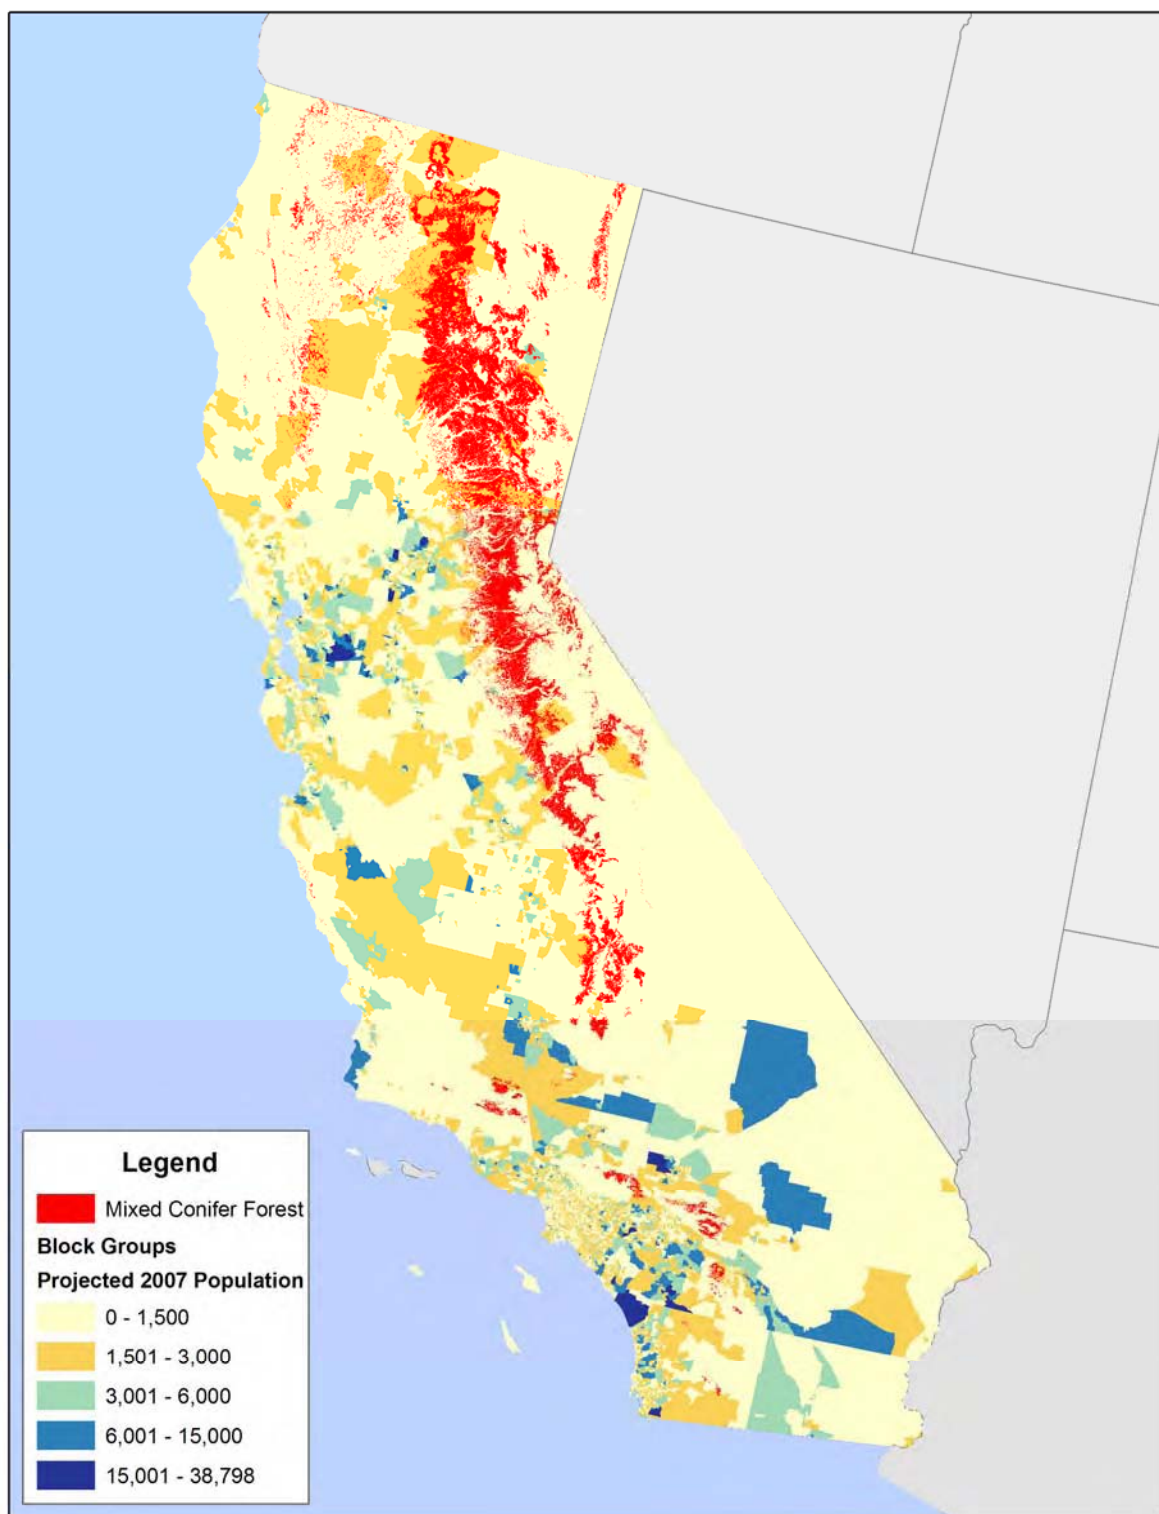 Legend
Mixed Conifer Forest
Block Groups
Projected 2007 Population
0 - 1,500
1,501 - 3,000
3,001 - 6,000
6,001 - 15,000
15,001 - 38,798